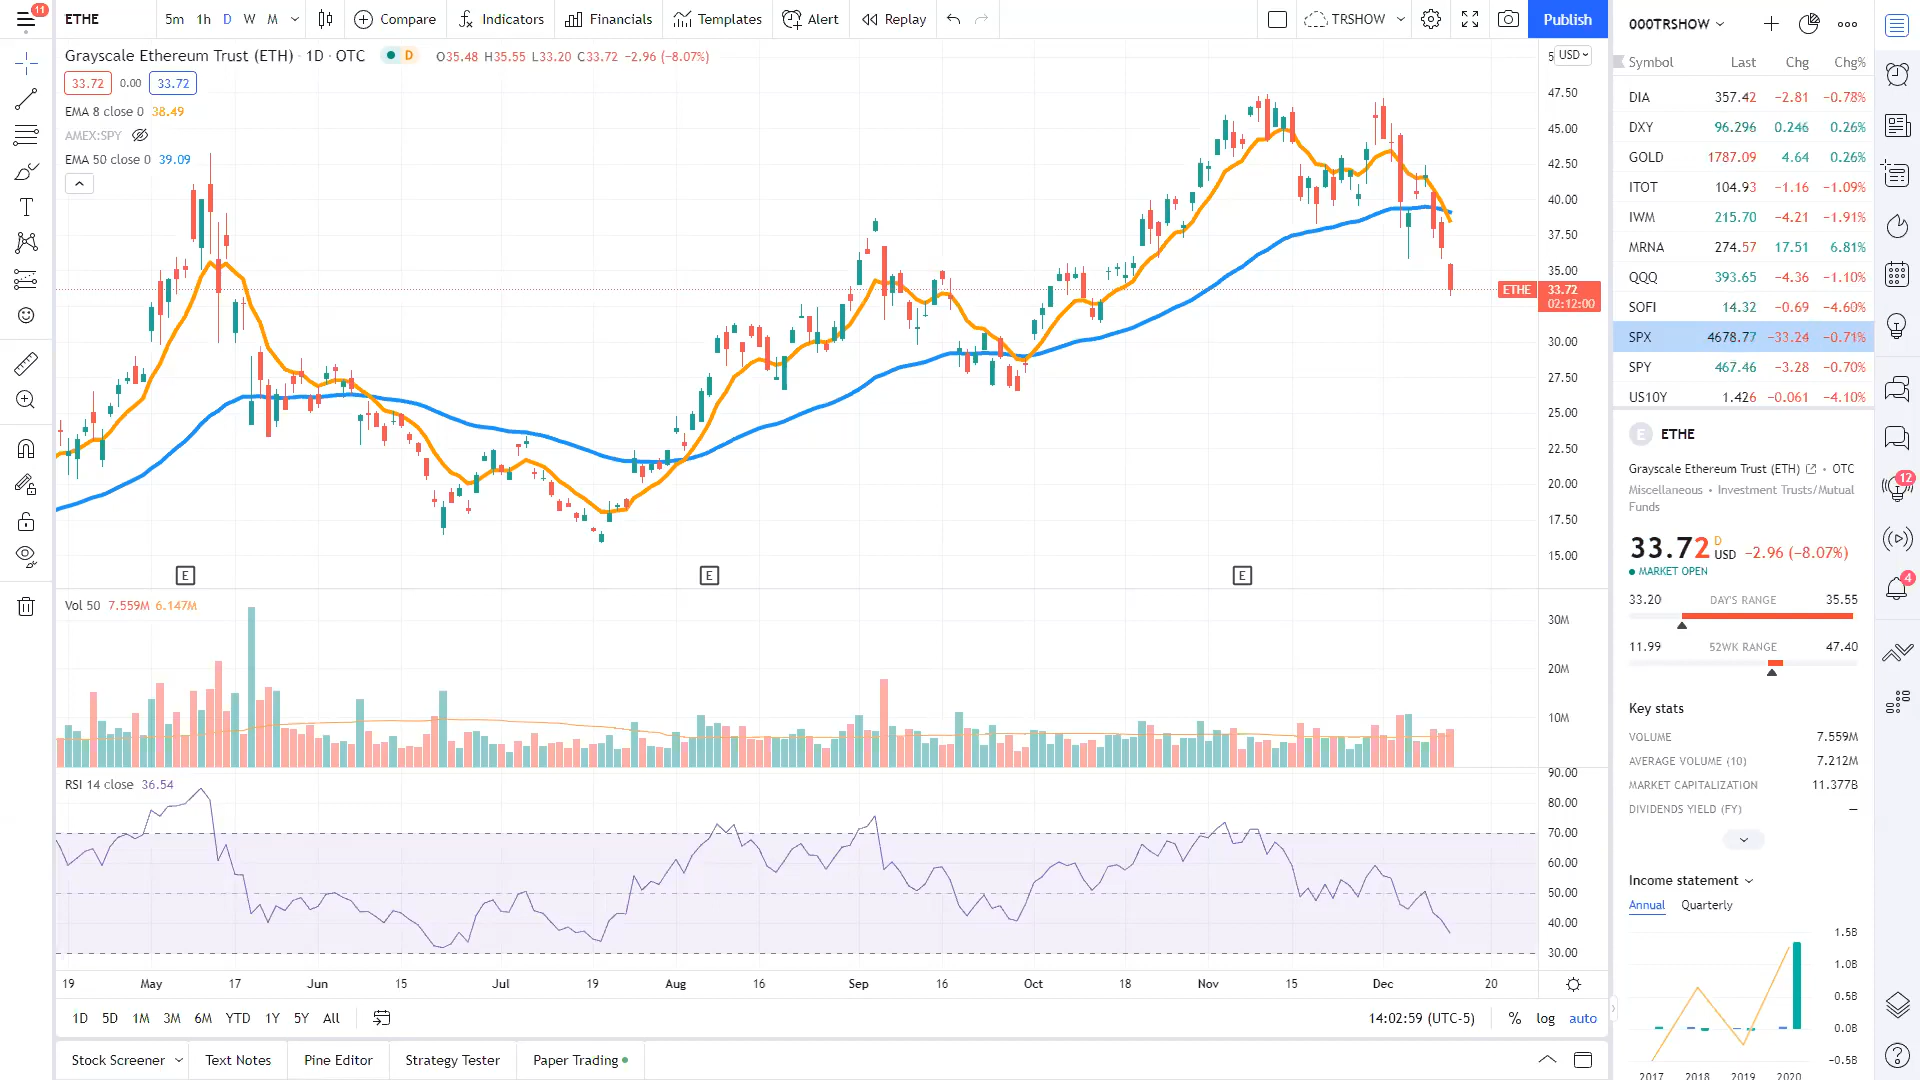 11
ETHE
5m 1h D W M
Compare
Indicators
Financials
Templates
Alert
Replay
TRSHOW
Publish
Grayscale Ethereum Trust (ETH) · 1D · OTC
D
O35.48 H35.55 L33.20 C33.72 −2.96 (−8.07%)
33.72 0.00 33.72
EMA 8 close 0 38.49
AMEX:SPY
EMA 50 close 0 39.09
USD
47.50
45.00
42.50
40.00
37.50
35.00
ETHE 33.72
02:12:00
30.00
27.50
25.00
22.50
20.00
17.50
15.00
E E E
Vol 50 7.559M 6.147M
30M
20M
10M
RSI 14 close 36.54
90.00
80.00
70.00
60.00
50.00
40.00
30.00
19 May 17 Jun 15 Jul 19 Aug 16 Sep 16 Oct 18 Nov 15 Dec 20
1D 5D 1M 3M 6M YTD 1Y 5Y All
14:02:59 (UTC-5) % log auto
Stock Screener Text Notes Pine Editor Strategy Tester Paper Trading
000TRSHOW
Symbol Last Chg Chg%
DIA 357.42 −2.81 −0.78%
DXY 96.296 0.246 0.26%
GOLD 1787.09 4.64 0.26%
ITOT 104.93 −1.16 −1.09%
IWM 215.70 −4.21 −1.91%
MRNA 274.57 17.51 6.81%
QQQ 393.65 −4.36 −1.10%
SOFI 14.32 −0.69 −4.60%
SPX 4678.77 −33.24 −0.71%
SPY 467.46 −3.28 −0.70%
US10Y 1.426 −0.061 −4.10%
E ETHE
Grayscale Ethereum Trust (ETH) • OTC
Miscellaneous • Investment Trusts/Mutual
Funds
33.72 D USD −2.96 (−8.07%)
MARKET OPEN
33.20 DAY'S RANGE 35.55
11.99 52WK RANGE 47.40
Key stats
VOLUME 7.559M
AVERAGE VOLUME (10) 7.212M
MARKET CAPITALIZATION 11.377B
DIVIDENDS YIELD (FY) —
Income statement
Annual Quarterly
1.5B
1.0B
0.5B
0.0B
−0.5B
2017 2018 2019 2020
12
4